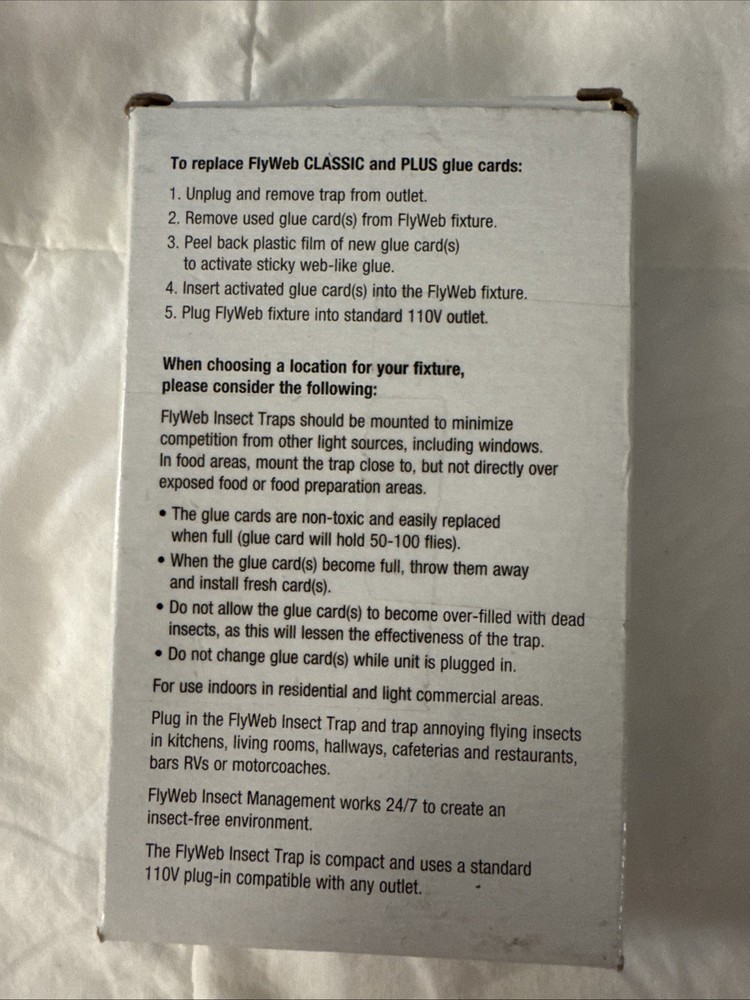 To replace FlyWeb CLASSIC and PLUS glue cards:
1. Unplug and remove trap from outlet.
2. Remove used glue card(s) from FlyWeb fixture.
3. Peel back plastic film of new glue card(s)
to activate sticky web-like glue.
4. Insert activated glue card(s) into the FlyWeb fixture.
5. Plug FlyWeb fixture into standard 110V outlet.
When choosing a location for your fixture,
please consider the following:
FlyWeb Insect Traps should be mounted to minimize
competition from other light sources, including windows.
In food areas, mount the trap close to, but not directly over
exposed food or food preparation areas.
• The glue cards are non-toxic and easily replaced
when full (glue card will hold 50-100 flies).
• When the glue card(s) become full, throw them away
and install fresh card(s).
• Do not allow the glue card(s) to become over-filled with dead
insects, as this will lessen the effectiveness of the trap.
• Do not change glue card(s) while unit is plugged in.
For use indoors in residential and light commercial areas.
Plug in the FlyWeb Insect Trap and trap annoying flying insects
in kitchens, living rooms, hallways, cafeterias and restaurants,
bars RVs or motorcoaches.
FlyWeb Insect Management works 24/7 to create an
insect-free environment.
The FlyWeb Insect Trap is compact and uses a standard
110V plug-in compatible with any outlet.